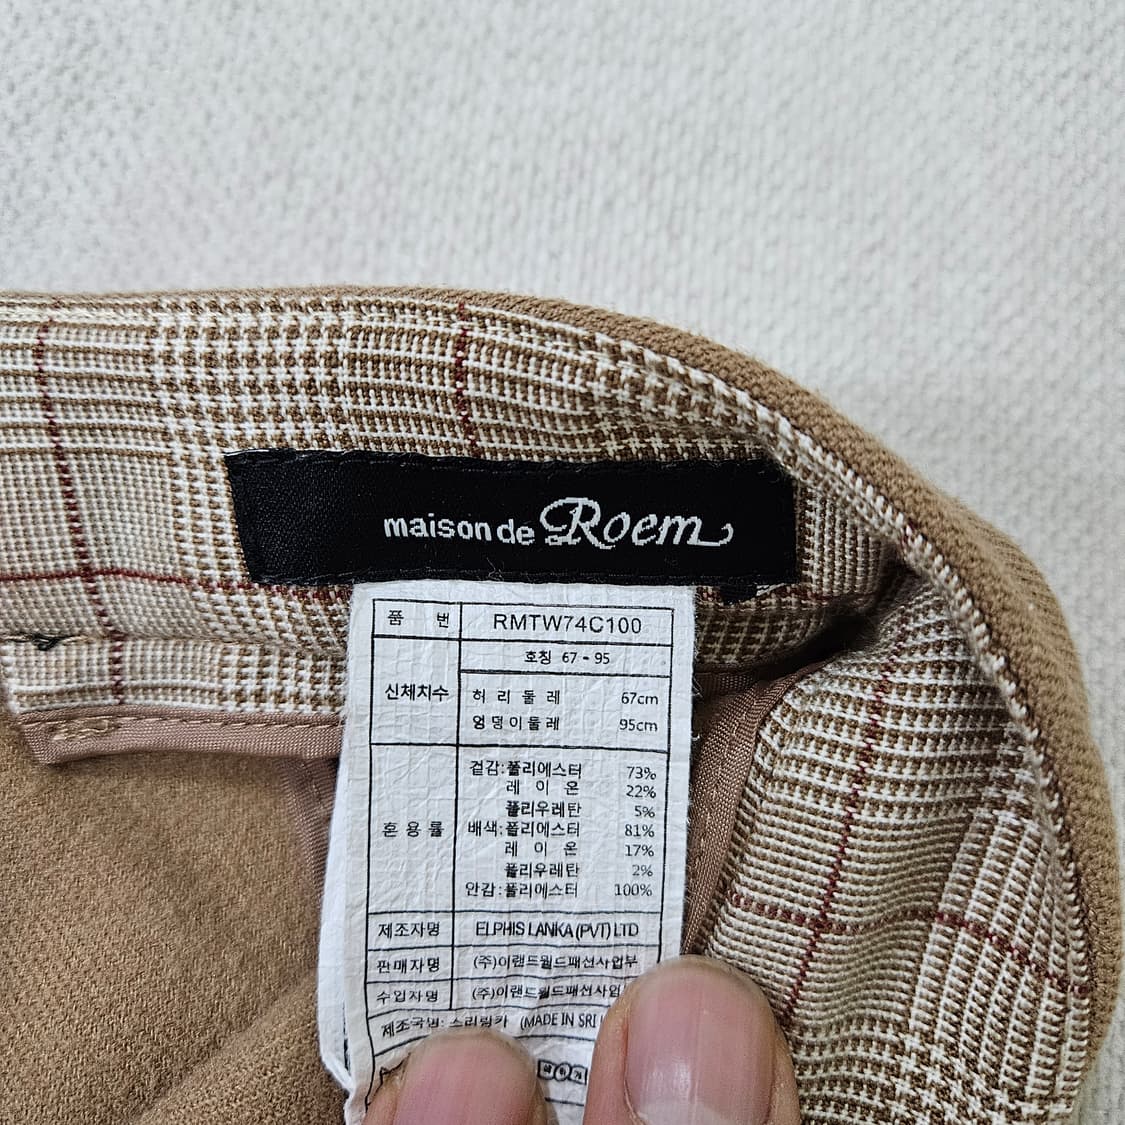 maison de Roem
품 번 RMTW74C100
호칭 67 - 95
신체치수 허 리 둘 레 67cm
엉덩이둘레 95cm
겉감:폴리에스터 73%
레 이 온 22%
폴리우레탄 5%
혼 용 률 배색:폴리에스터 81%
레 이 온 17%
폴리우레탄 2%
안감:폴리에스터 100%
제조자명 ELPHIS LANKA (PVT) LTD
판매자명 (주)이랜드월드패션사업부
수입자명 (주)이랜드월드패션사업
제조국명: 스리랑카 (MADE IN SRI